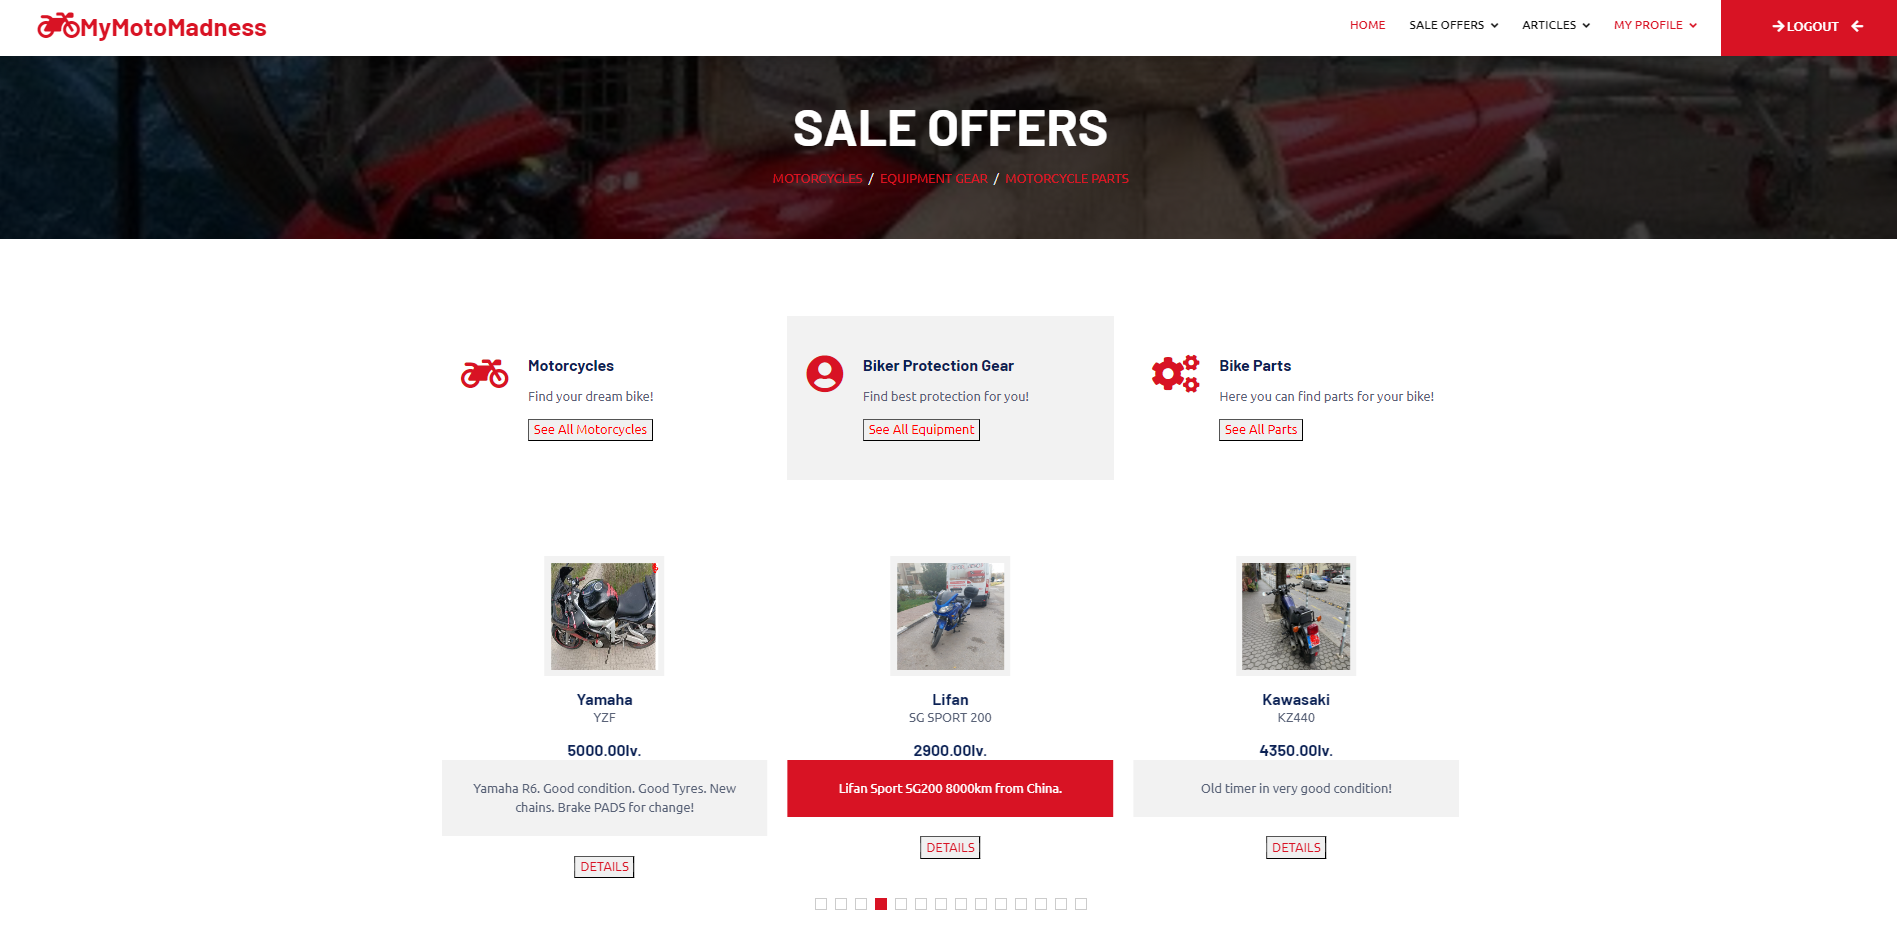 MyMotoMadness
HOME SALE OFFERS ARTICLES MY PROFILE LOGOUT
SALE OFFERS
MOTORCYCLES / EQUIPMENT GEAR / MOTORCYCLE PARTS
Motorcycles
Find your dream bike!
See All Motorcycles
Biker Protection Gear
Find best protection for you!
See All Equipment
Bike Parts
Here you can find parts for your bike!
See All Parts
Yamaha
YZF
5000.00lv.
Yamaha R6. Good condition. Good Tyres. New
chains. Brake PADS for change!
DETAILS
Lifan
SG SPORT 200
2900.00lv.
Lifan Sport SG200 8000km from China.
DETAILS
Kawasaki
KZ440
4350.00lv.
Old timer in very good condition!
DETAILS